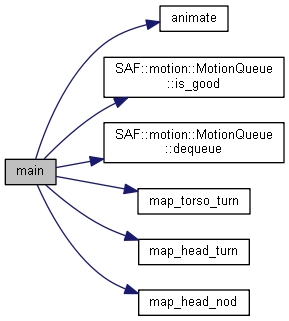 animate
SAF::motion::MotionQueue
::is_good
SAF::motion::MotionQueue
::dequeue
main
map_torso_turn
map_head_turn
map_head_nod